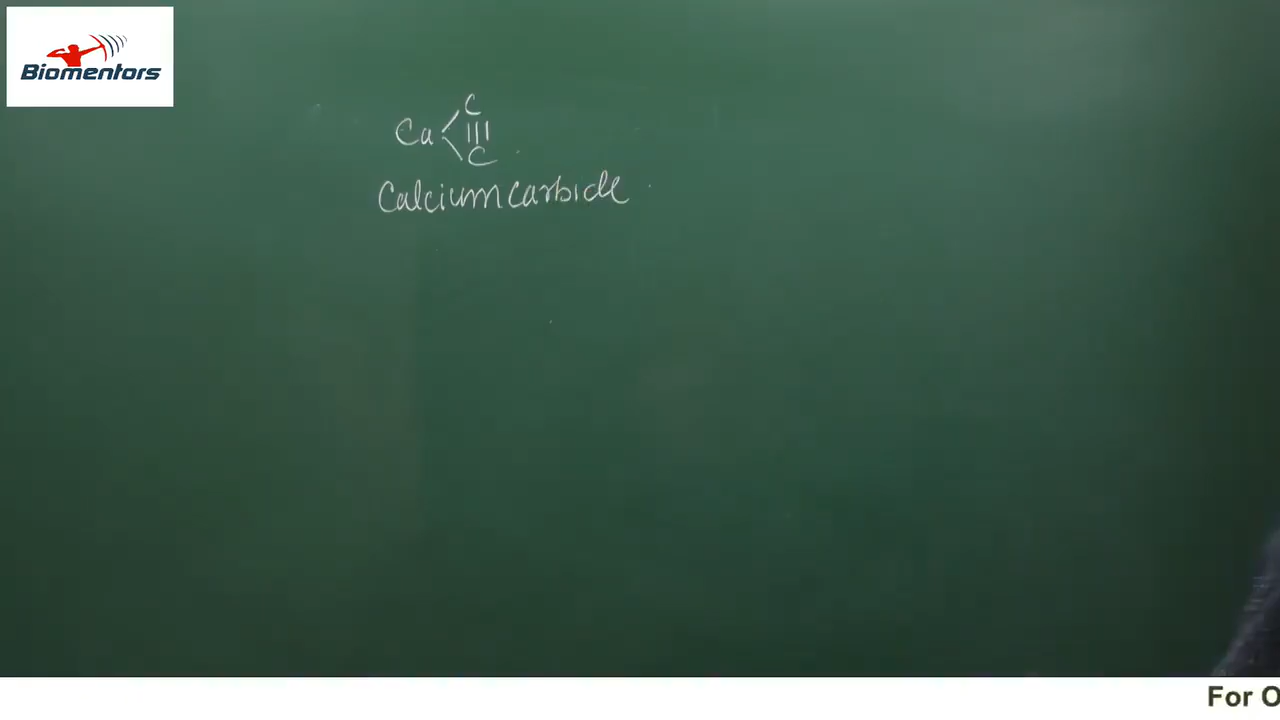 Biomentors
C
Ca < |||
C
Calcium carbide
For O